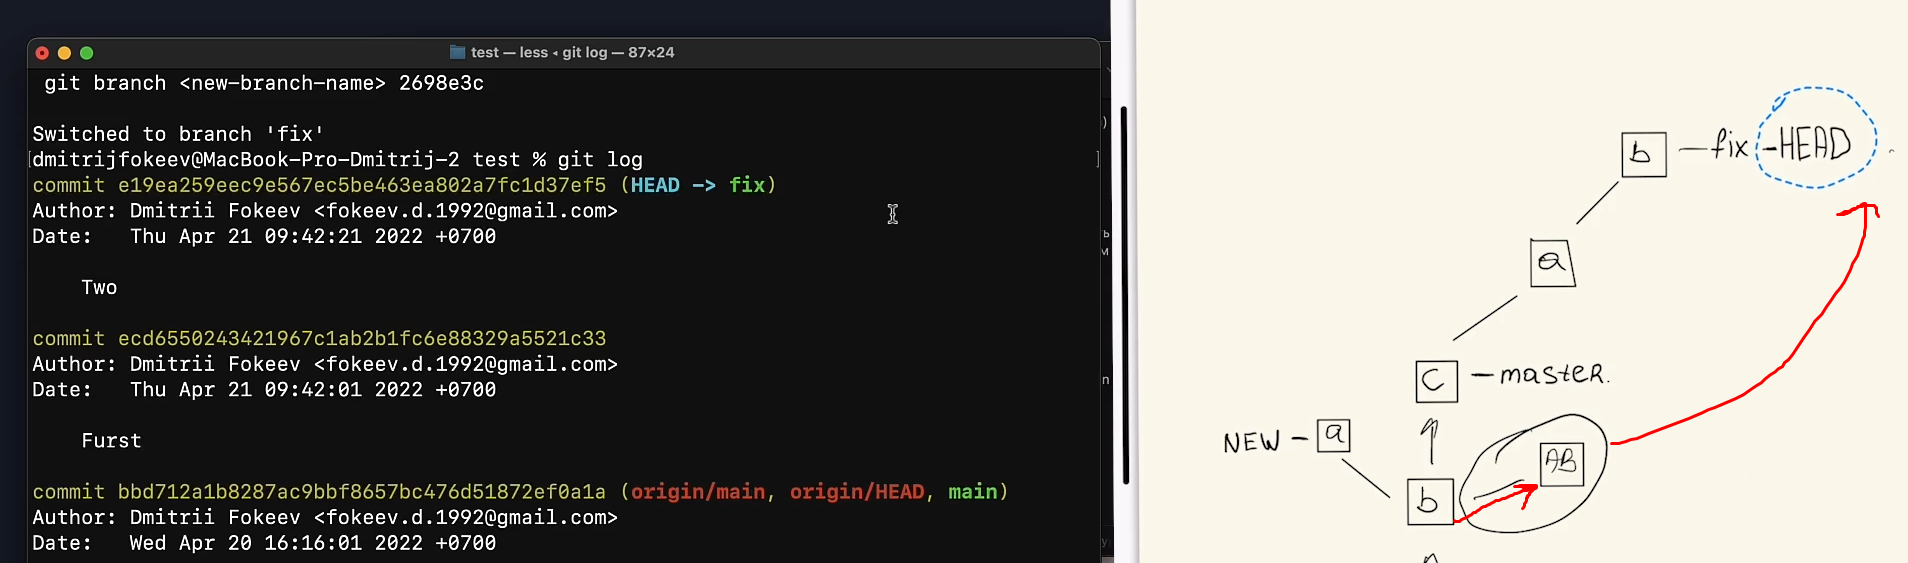 test — less ◂ git log — 87×24
git branch <new-branch-name> 2698e3c
Switched to branch 'fix'
[dmitrijfokeev@MacBook-Pro-Dmitrij-2 test % git log ]
commit e19ea259eec9e567ec5be463ea802a7fc1d37ef5 (HEAD -> fix)
Author: Dmitrii Fokeev <fokeev.d.1992@gmail.com>
Date:   Thu Apr 21 09:42:21 2022 +0700
Two
commit ecd6550243421967c1ab2b1fc6e88329a5521c33
Author: Dmitrii Fokeev <fokeev.d.1992@gmail.com>
Date:   Thu Apr 21 09:42:01 2022 +0700
Furst
commit bbd712a1b8287ac9bbf8657bc476d51872ef0a1a (origin/main, origin/HEAD, main)
Author: Dmitrii Fokeev <fokeev.d.1992@gmail.com>
Date:   Wed Apr 20 16:16:01 2022 +0700
b — fix - HEAD
a
c — master.
NEW — a
AB
b